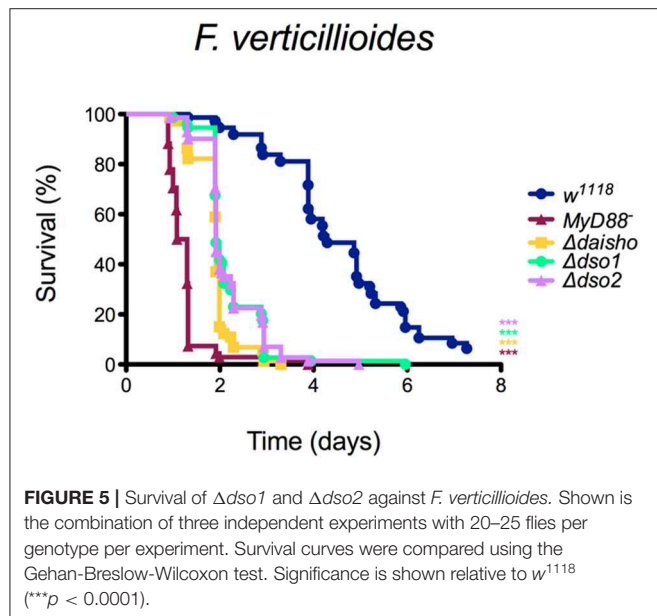 F. verticillioides
Survival (%)
100
80
60
40
20
0
0 2 4 6 8
Time (days)
w¹¹¹⁸
MyD88⁻
Δdaisho
Δdso1
Δdso2
***
***
***
***
FIGURE 5 | Survival of Δdso1 and Δdso2 against F. verticillioides. Shown is
the combination of three independent experiments with 20–25 flies per
genotype per experiment. Survival curves were compared using the
Gehan-Breslow-Wilcoxon test. Significance is shown relative to w¹¹¹⁸
(***p < 0.0001).